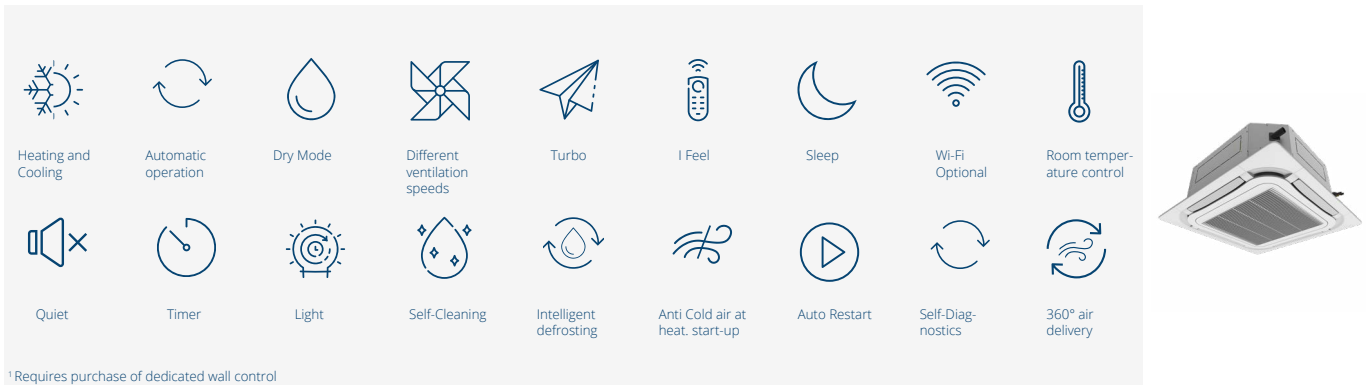 Heating and
Cooling
Automatic
operation
Dry Mode
Different
ventilation
speeds
Turbo
I Feel
Sleep
Wi-Fi
Optional
Room temper-
ature control
Quiet
Timer
Light
Self-Cleaning
Intelligent
defrosting
Anti Cold air at
heat. start-up
Auto Restart
Self-Diag-
nostics
360° air
delivery
¹ Requires purchase of dedicated wall control